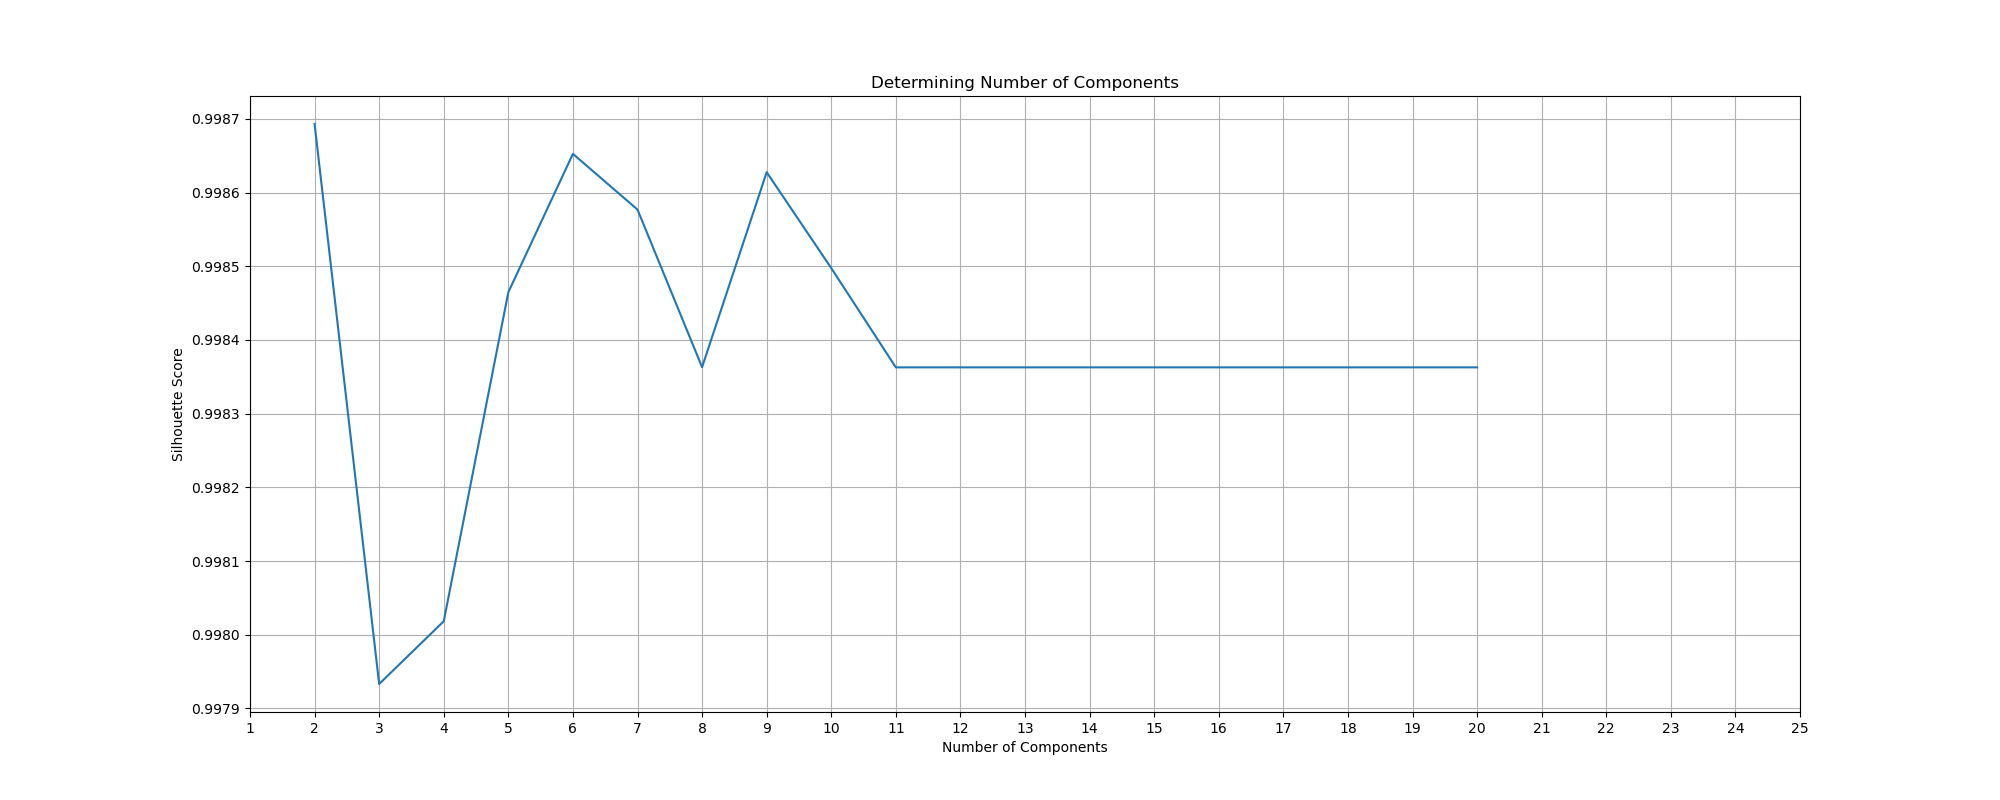 Determining Number of Components
0.9987
0.9986
0.9985
0.9984
0.9983
0.9982
0.9981
0.9980
0.9979
Silhouette Score
1 2 3 4 5 6 7 8 9 10 11 12 13 14 15 16 17 18 19 20 21 22 23 24 25
Number of Components